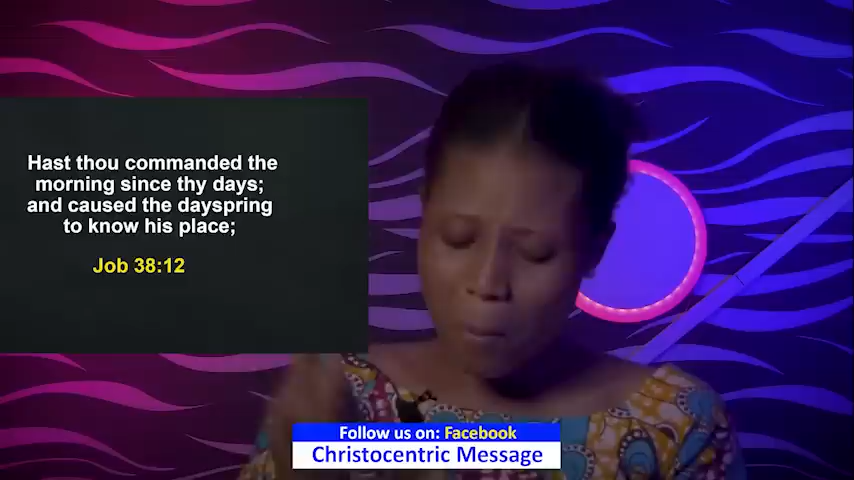 Hast thou commanded the
morning since thy days;
and caused the dayspring
to know his place;
Job 38:12
Follow us on: Facebook
Christocentric Message